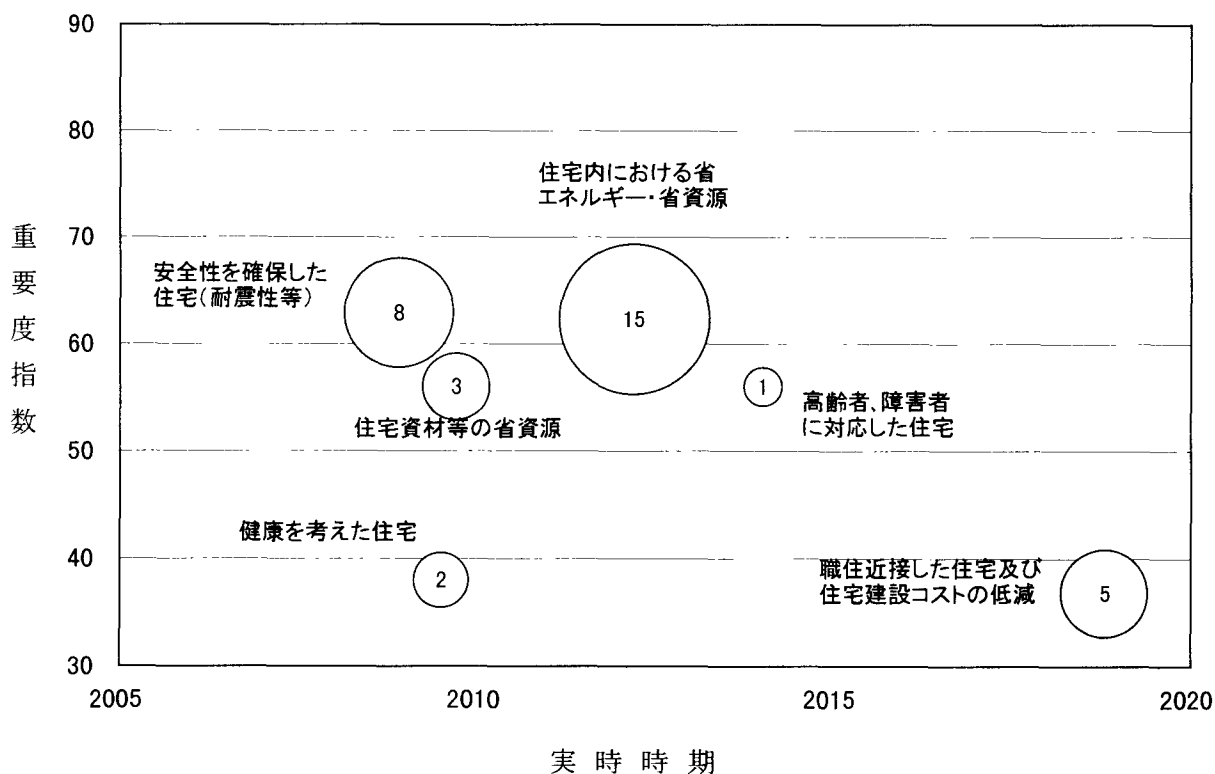 90
80
70
60
50
40
30
2005
2010
2015
2020
重要度指数
実時時期
住宅内における省
エネルギー・省資源
15
安全性を確保した
住宅(耐震性等)
8
3
住宅資材等の省資源
1
高齢者、障害者
に対応した住宅
健康を考えた住宅
2
職住近接した住宅及び
住宅建設コストの低減
5